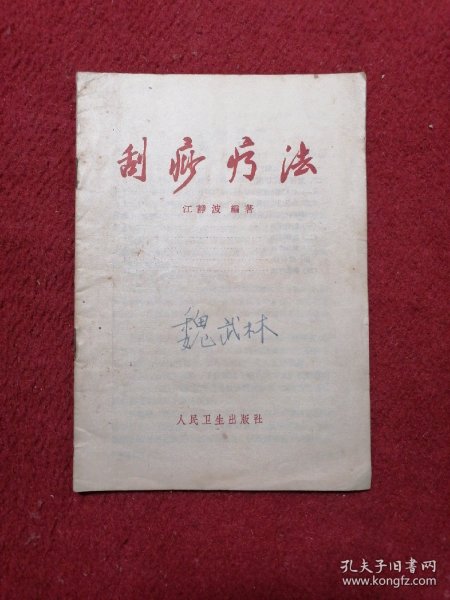 刮痧疗法
江静波 编著
魏武林
人民卫生出版社
孔夫子旧书网
www.kongfz.com